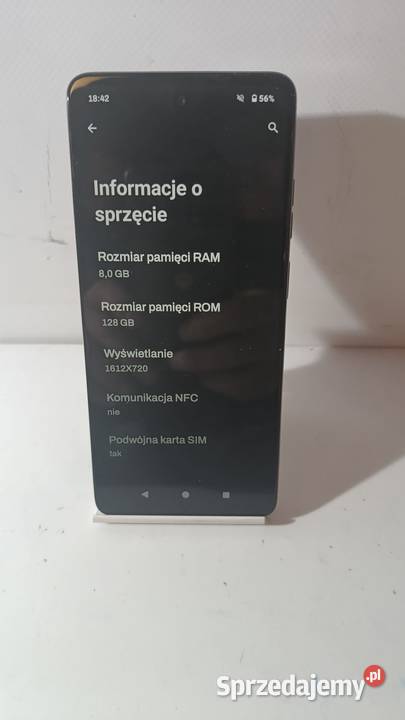 18:42
56%
Informacje o
sprzęcie
Rozmiar pamięci RAM
8,0 GB
Rozmiar pamięci ROM
128 GB
Wyświetlanie
1612X720
Komunikacja NFC
nie
Podwójna karta SIM
tak
Sprzedajemy.pl